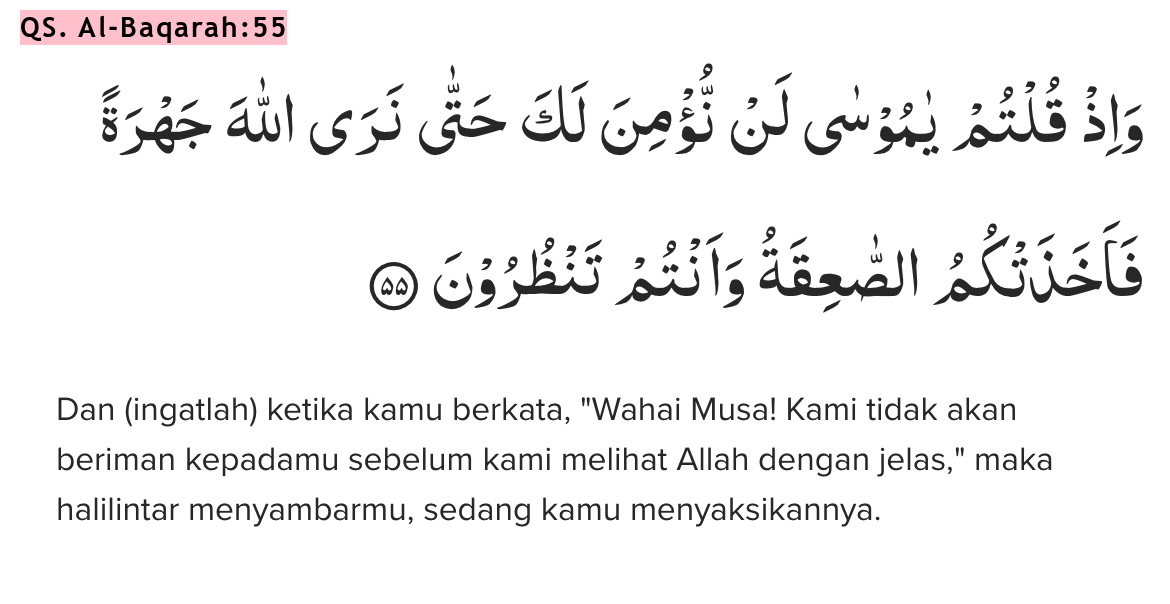 QS. Al-Baqarah:55
وَاِذْ قُلْتُمْ يٰمُوْسٰى لَنْ نُّؤْمِنَ لَكَ حَتّٰى نَرَى اللّٰهَ جَهْرَةً
فَاَخَذَتْكُمُ الصّٰعِقَةُ وَاَنْتُمْ تَنْظُرُوْنَ ۝٥٥
Dan (ingatlah) ketika kamu berkata, "Wahai Musa! Kami tidak akan
beriman kepadamu sebelum kami melihat Allah dengan jelas," maka
halilintar menyambarmu, sedang kamu menyaksikannya.